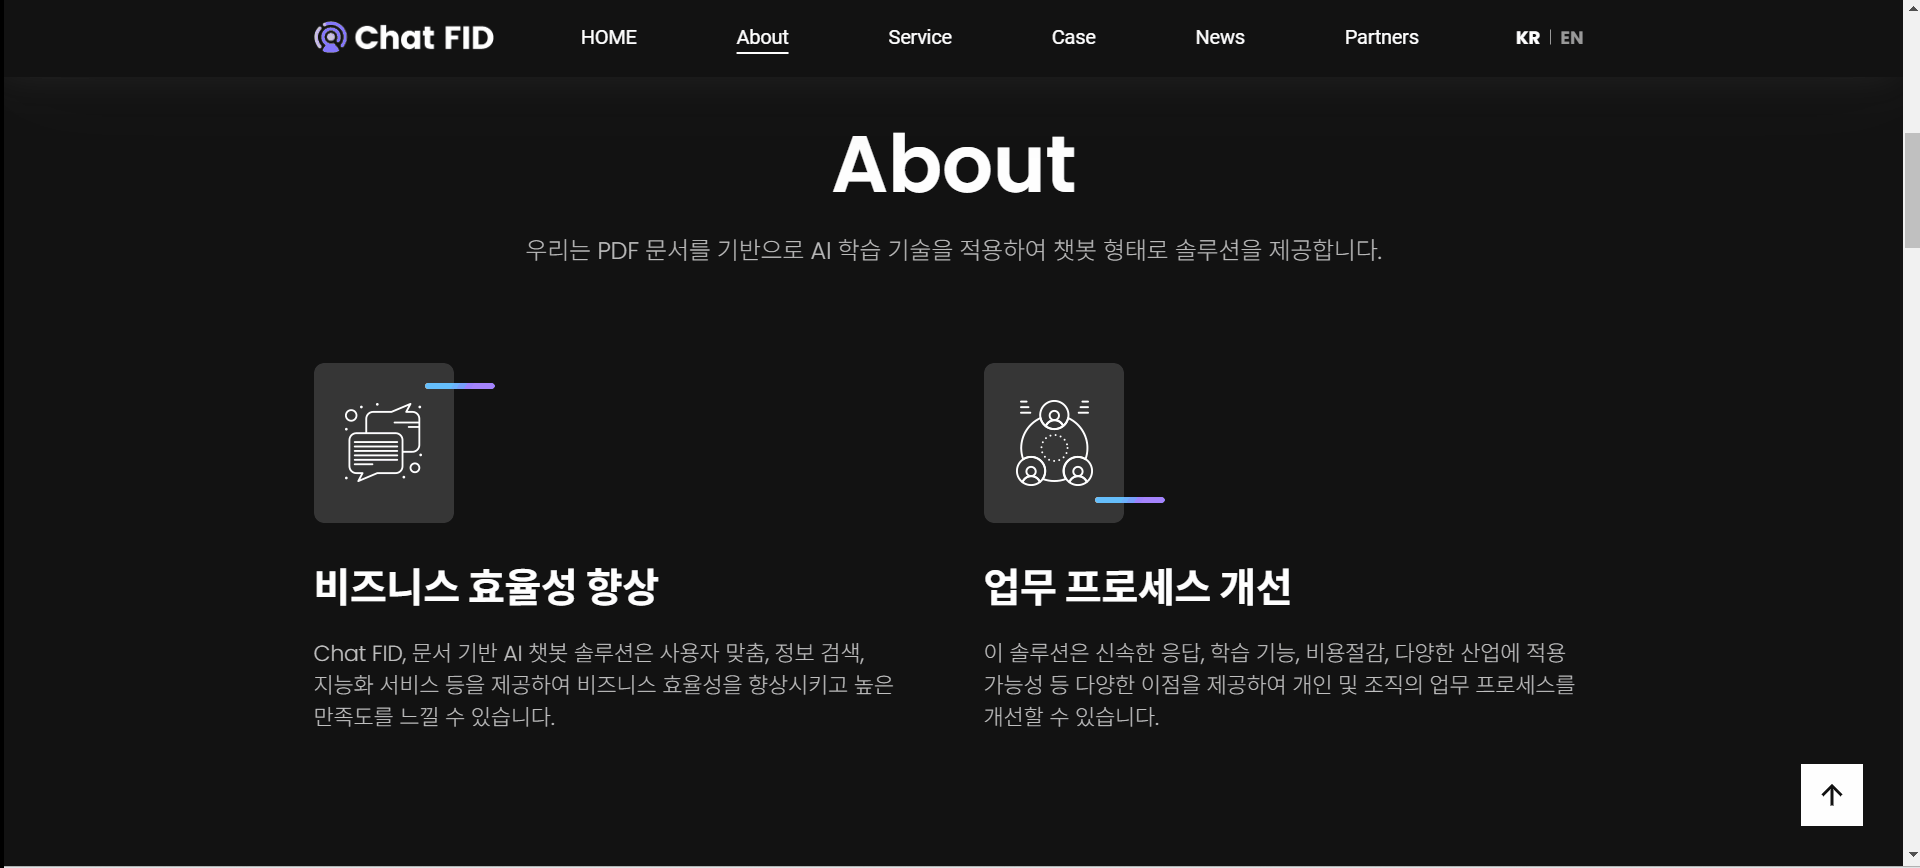 Chat FID
HOME
About
Service
Case
News
Partners
KR | EN
About
우리는 PDF 문서를 기반으로 AI 학습 기술을 적용하여 챗봇 형태로 솔루션을 제공합니다.
비즈니스 효율성 향상
Chat FID, 문서 기반 AI 챗봇 솔루션은 사용자 맞춤, 정보 검색,
지능화 서비스 등을 제공하여 비즈니스 효율성을 향상시키고 높은
만족도를 느낄 수 있습니다.
업무 프로세스 개선
이 솔루션은 신속한 응답, 학습 기능, 비용절감, 다양한 산업에 적용
가능성 등 다양한 이점을 제공하여 개인 및 조직의 업무 프로세스를
개선할 수 있습니다.